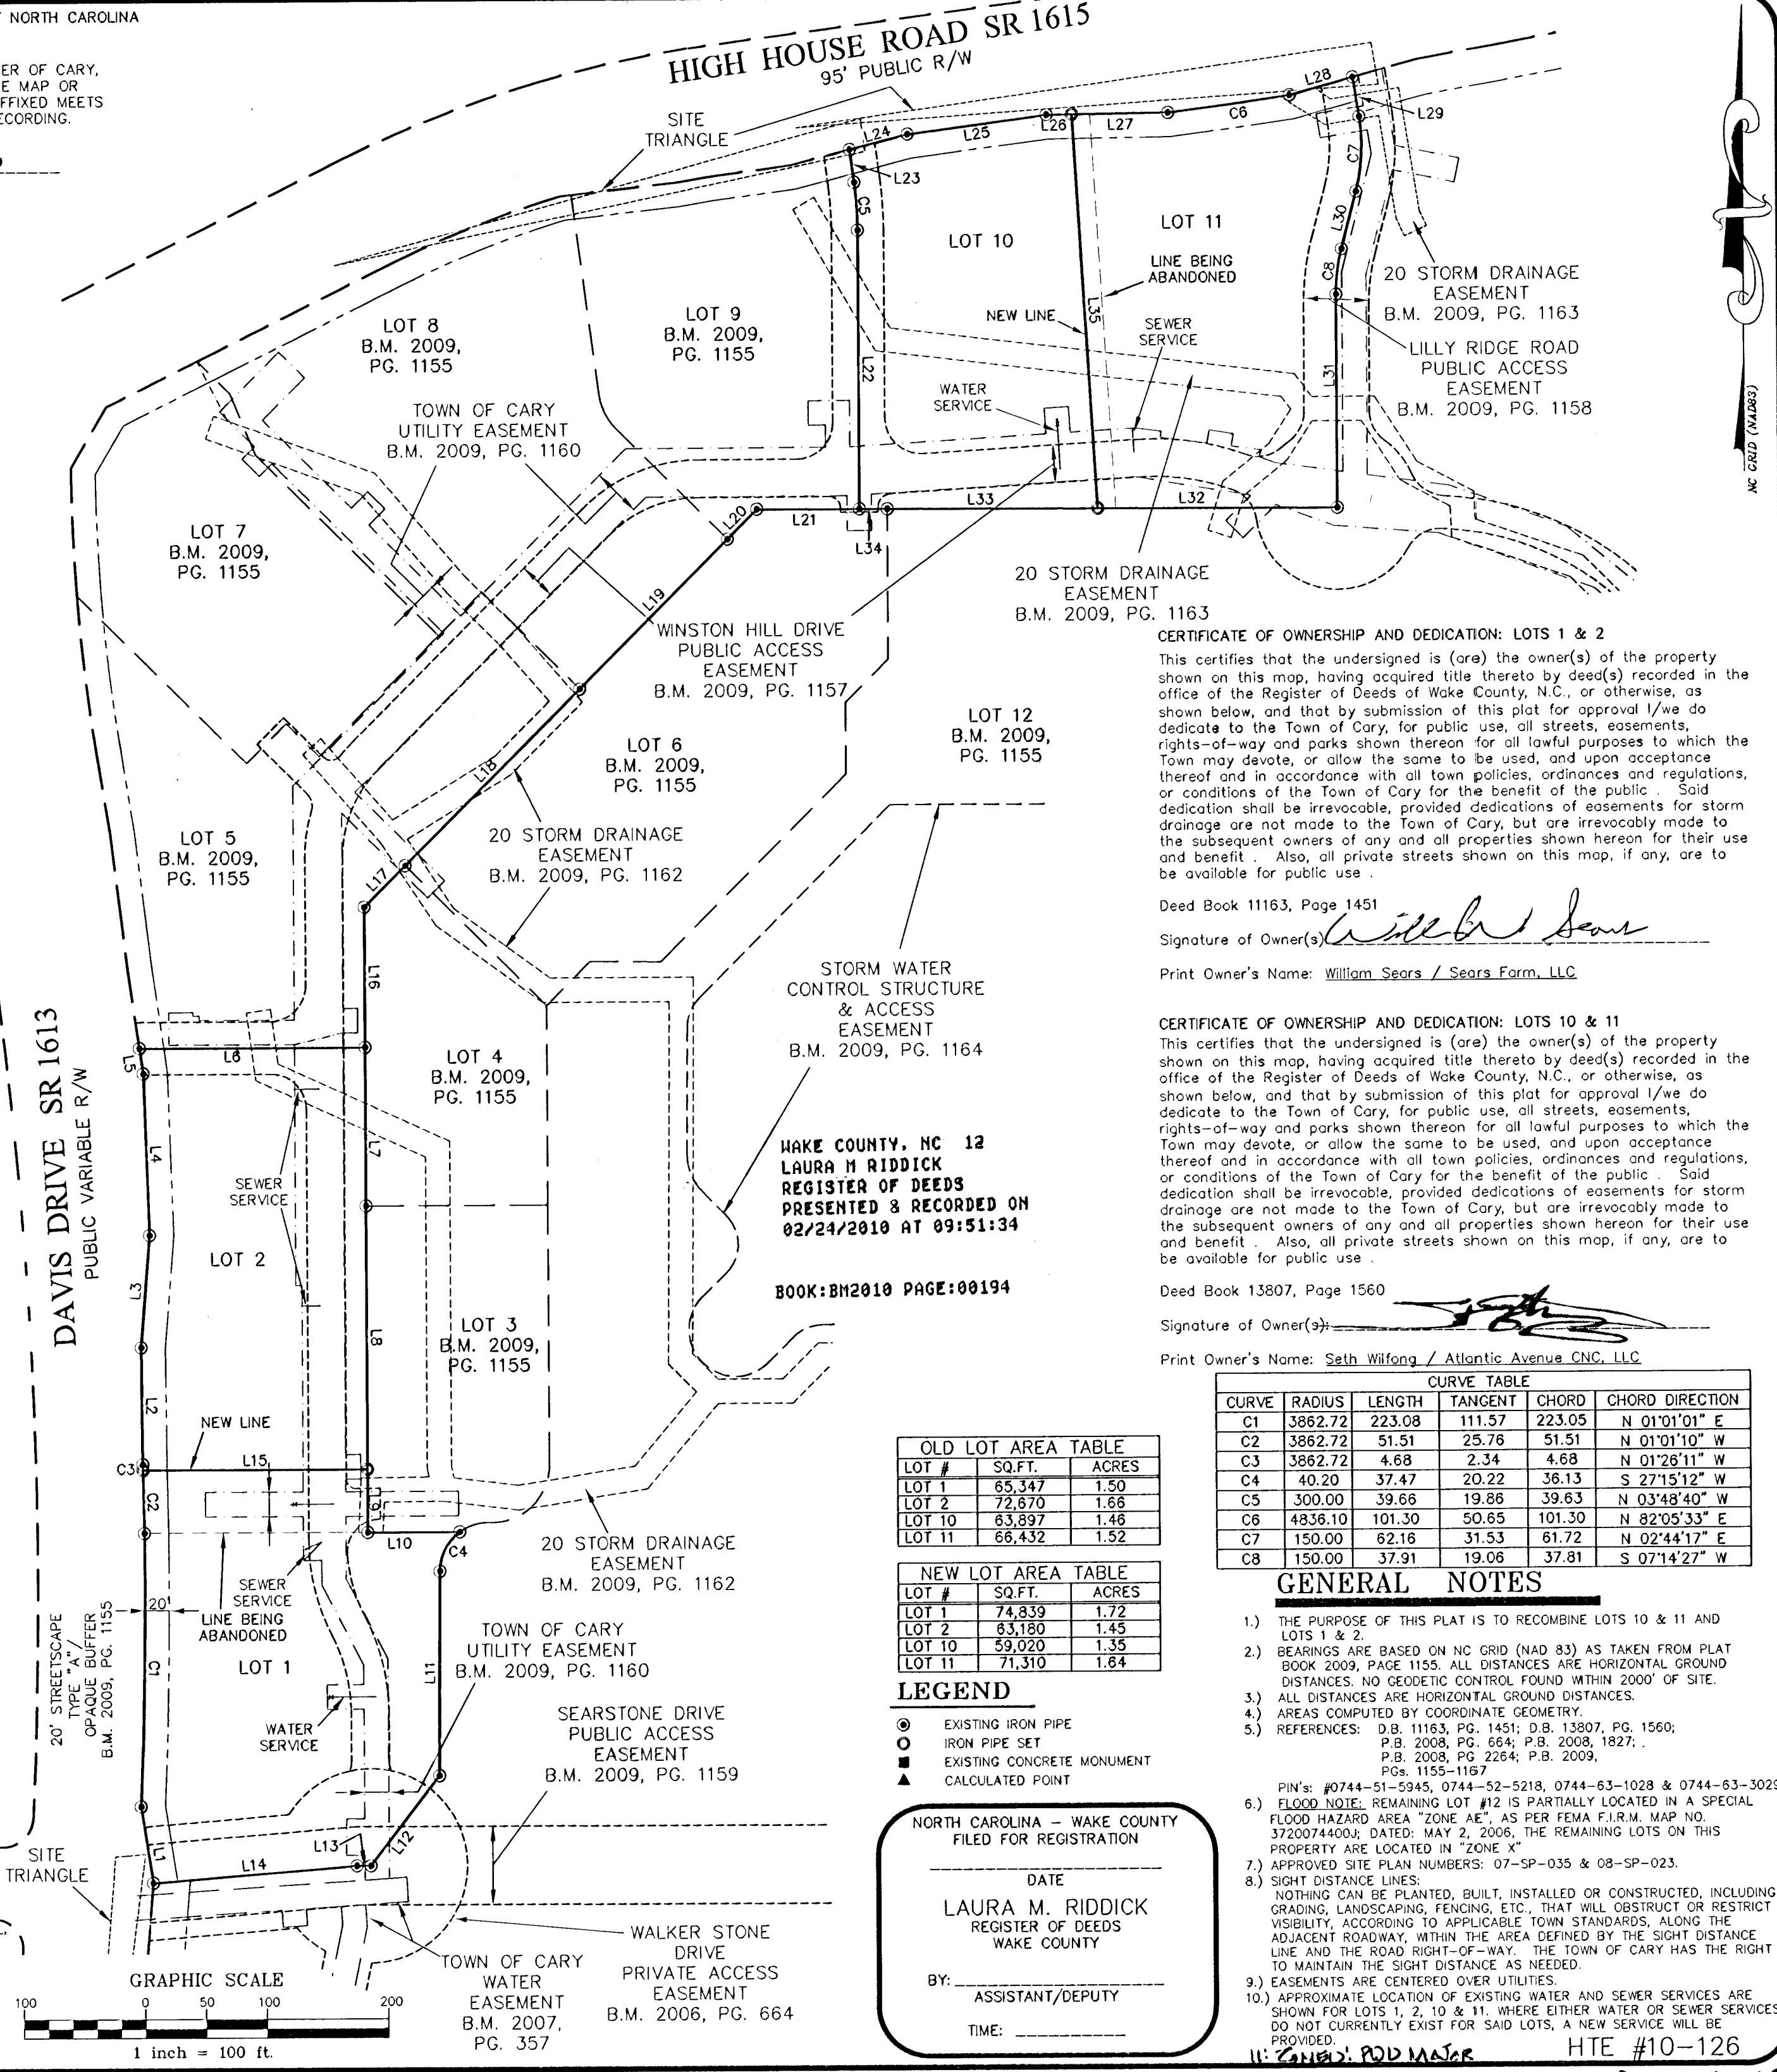 NORTH CAROLINA
ER OF CARY,
E MAP OR
FFIXED MEETS
ECORDING.
HIGH HOUSE ROAD SR 1615
95' PUBLIC R/W
SITE
TRIANGLE
L23
L24
L25
L26
L27
C6
L28
L29
C5
C7
L30
C8
LOT 10
LOT 11
LINE BEING
ABANDONED
NEW LINE
L35
SEWER
SERVICE
WATER
SERVICE
L22
L31
20 STORM DRAINAGE
EASEMENT
B.M. 2009, PG. 1163
LILLY RIDGE ROAD
PUBLIC ACCESS
EASEMENT
B.M. 2009, PG. 1158
NC GRID (NAD83)
LOT 8
B.M. 2009,
PG. 1155
LOT 9
B.M. 2009,
PG. 1155
TOWN OF CARY
UTILITY EASEMENT
B.M. 2009, PG. 1160
LOT 7
B.M. 2009,
PG. 1155
L20
L21
L34
L33
L32
L19
20 STORM DRAINAGE
EASEMENT
B.M. 2009, PG. 1163
WINSTON HILL DRIVE
PUBLIC ACCESS
EASEMENT
B.M. 2009, PG. 1157
LOT 12
B.M. 2009,
PG. 1155
LOT 6
B.M. 2009,
PG. 1155
L18
LOT 5
B.M. 2009,
PG. 1155
20 STORM DRAINAGE
EASEMENT
B.M. 2009, PG. 1162
L17
L16
STORM WATER
CONTROL STRUCTURE
& ACCESS
EASEMENT
B.M. 2009, PG. 1164
DAVIS DRIVE SR 1613
PUBLIC VARIABLE R/W
L5
L6
LOT 4
B.M. 2009,
PG. 1155
L4
L7
SEWER
SERVICE
LOT 2
L3
L8
LOT 3
B.M. 2009,
PG. 1155
L2
NEW LINE
C3
L15
C2
L9
L10
C4
20 STORM DRAINAGE
EASEMENT
B.M. 2009, PG. 1162
SEWER
SERVICE
LINE BEING
ABANDONED
20'
20' STREETSCAPE
TYPE "A"/
OPAQUE BUFFER
B.M. 2009, PG. 1155
C1
LOT 1
L11
TOWN OF CARY
UTILITY EASEMENT
B.M. 2009, PG. 1160
WATER
SERVICE
SEARSTONE DRIVE
PUBLIC ACCESS
EASEMENT
B.M. 2009, PG. 1159
L1
L12
L13
L14
SITE
TRIANGLE
WALKER STONE
DRIVE
PRIVATE ACCESS
EASEMENT
B.M. 2006, PG. 664
TOWN OF CARY
WATER
EASEMENT
B.M. 2007,
PG. 357
GRAPHIC SCALE
100 0 50 100 200
1 inch = 100 ft.
WAKE COUNTY, NC 12
LAURA M RIDDICK
REGISTER OF DEEDS
PRESENTED & RECORDED ON
02/24/2010 AT 09:51:34
BOOK:BM2010 PAGE:00194
CERTIFICATE OF OWNERSHIP AND DEDICATION: LOTS 1 & 2
This certifies that the undersigned is (are) the owner(s) of the property
shown on this map, having acquired title thereto by deed(s) recorded in the
office of the Register of Deeds of Wake County, N.C., or otherwise, as
shown below, and that by submission of this plat for approval I/we do
dedicate to the Town of Cary, for public use, all streets, easements,
rights-of-way and parks shown thereon for all lawful purposes to which the
Town may devote, or allow the same to be used, and upon acceptance
thereof and in accordance with all town policies, ordinances and regulations,
or conditions of the Town of Cary for the benefit of the public . Said
dedication shall be irrevocable, provided dedications of easements for storm
drainage are not made to the Town of Cary, but are irrevocably made to
the subsequent owners of any and all properties shown hereon for their use
and benefit . Also, all private streets shown on this map, if any, are to
be available for public use .
Deed Book 11163, Page 1451
Signature of Owner(s)
Print Owner's Name: William Sears / Sears Farm, LLC
CERTIFICATE OF OWNERSHIP AND DEDICATION: LOTS 10 & 11
This certifies that the undersigned is (are) the owner(s) of the property
shown on this map, having acquired title thereto by deed(s) recorded in the
office of the Register of Deeds of Wake County, N.C., or otherwise, as
shown below, and that by submission of this plat for approval I/we do
dedicate to the Town of Cary, for public use, all streets, easements,
rights-of-way and parks shown thereon for all lawful purposes to which the
Town may devote, or allow the same to be used, and upon acceptance
thereof and in accordance with all town policies, ordinances and regulations,
or conditions of the Town of Cary for the benefit of the public . Said
dedication shall be irrevocable, provided dedications of easements for storm
drainage are not made to the Town of Cary, but are irrevocably made to
the subsequent owners of any and all properties shown hereon for their use
and benefit . Also, all private streets shown on this map, if any, are to
be available for public use .
Deed Book 13807, Page 1560
Signature of Owner(s):
Print Owner's Name: Seth Wilfong / Atlantic Avenue CNC, LLC
CURVE TABLE
CURVE RADIUS LENGTH TANGENT CHORD CHORD DIRECTION
C1 3862.72 223.08 111.57 223.05 N 01°01'01" E
C2 3862.72 51.51 25.76 51.51 N 01°01'10" W
C3 3862.72 4.68 2.34 4.68 N 01°26'11" W
C4 40.20 37.47 20.22 36.13 S 27°15'12" W
C5 300.00 39.66 19.86 39.63 N 03°48'40" W
C6 4836.10 101.30 50.65 101.30 N 82°05'33" E
C7 150.00 62.16 31.53 61.72 N 02°44'17" E
C8 150.00 37.91 19.06 37.81 S 07°14'27" W
OLD LOT AREA TABLE
LOT # SQ.FT. ACRES
LOT 1 65,347 1.50
LOT 2 72,670 1.66
LOT 10 63,897 1.46
LOT 11 66,432 1.52
NEW LOT AREA TABLE
LOT # SQ.FT. ACRES
LOT 1 74,839 1.72
LOT 2 63,180 1.45
LOT 10 59,020 1.35
LOT 11 71,310 1.64
LEGEND
EXISTING IRON PIPE
IRON PIPE SET
EXISTING CONCRETE MONUMENT
CALCULATED POINT
NORTH CAROLINA – WAKE COUNTY
FILED FOR REGISTRATION
DATE
LAURA M. RIDDICK
REGISTER OF DEEDS
WAKE COUNTY
BY:
ASSISTANT/DEPUTY
TIME:
GENERAL NOTES
1.) THE PURPOSE OF THIS PLAT IS TO RECOMBINE LOTS 10 & 11 AND
LOTS 1 & 2.
2.) BEARINGS ARE BASED ON NC GRID (NAD 83) AS TAKEN FROM PLAT
BOOK 2009, PAGE 1155. ALL DISTANCES ARE HORIZONTAL GROUND
DISTANCES. NO GEODETIC CONTROL FOUND WITHIN 2000' OF SITE.
3.) ALL DISTANCES ARE HORIZONTAL GROUND DISTANCES.
4.) AREAS COMPUTED BY COORDINATE GEOMETRY.
5.) REFERENCES: D.B. 11163, PG. 1451; D.B. 13807, PG. 1560;
P.B. 2008, PG. 664; P.B. 2008, 1827; .
P.B. 2008, PG 2264; P.B. 2009,
PGs. 1155-1167
PIN's: #0744-51-5945, 0744-52-5218, 0744-63-1028 & 0744-63-3029
6.) FLOOD NOTE: REMAINING LOT #12 IS PARTIALLY LOCATED IN A SPECIAL
FLOOD HAZARD AREA "ZONE AE", AS PER FEMA F.I.R.M. MAP NO.
3720074400J; DATED: MAY 2, 2006, THE REMAINING LOTS ON THIS
PROPERTY ARE LOCATED IN "ZONE X"
7.) APPROVED SITE PLAN NUMBERS: 07-SP-035 & 08-SP-023.
8.) SIGHT DISTANCE LINES:
NOTHING CAN BE PLANTED, BUILT, INSTALLED OR CONSTRUCTED, INCLUDING
GRADING, LANDSCAPING, FENCING, ETC., THAT WILL OBSTRUCT OR RESTRICT
VISIBILITY, ACCORDING TO APPLICABLE TOWN STANDARDS, ALONG THE
ADJACENT ROADWAY, WITHIN THE AREA DEFINED BY THE SIGHT DISTANCE
LINE AND THE ROAD RIGHT-OF-WAY. THE TOWN OF CARY HAS THE RIGHT
TO MAINTAIN THE SIGHT DISTANCE AS NEEDED.
9.) EASEMENTS ARE CENTERED OVER UTILITIES.
10.) APPROXIMATE LOCATION OF EXISTING WATER AND SEWER SERVICES ARE
SHOWN FOR LOTS 1, 2, 10 & 11. WHERE EITHER WATER OR SEWER SERVICES
DO NOT CURRENTLY EXIST FOR SAID LOTS, A NEW SERVICE WILL BE
PROVIDED.
11: ZONED: PDD MAJOR
HTE #10-126